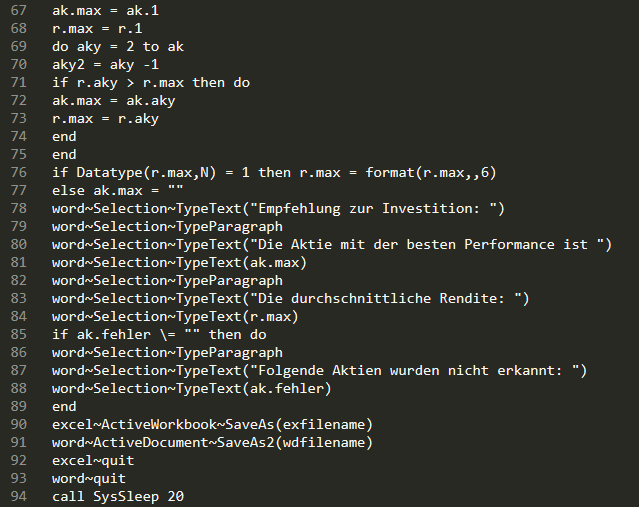 67 ak.max = ak.1
68 r.max = r.1
69 do aky = 2 to ak
70 aky2 = aky -1
71 if r.aky > r.max then do
72 ak.max = ak.aky
73 r.max = r.aky
74 end
75 end
76 if Datatype(r.max,N) = 1 then r.max = format(r.max,,6)
77 else ak.max = ""
78 word~Selection~TypeText("Empfehlung zur Investition: ")
79 word~Selection~TypeParagraph
80 word~Selection~TypeText("Die Aktie mit der besten Performance ist ")
81 word~Selection~TypeText(ak.max)
82 word~Selection~TypeParagraph
83 word~Selection~TypeText("Die durchschnittliche Rendite: ")
84 word~Selection~TypeText(r.max)
85 if ak.fehler \= "" then do
86 word~Selection~TypeParagraph
87 word~Selection~TypeText("Folgende Aktien wurden nicht erkannt: ")
88 word~Selection~TypeText(ak.fehler)
89 end
90 excel~ActiveWorkbook~SaveAs(exfilename)
91 word~ActiveDocument~SaveAs2(wdfilename)
92 excel~quit
93 word~quit
94 call SysSleep 20